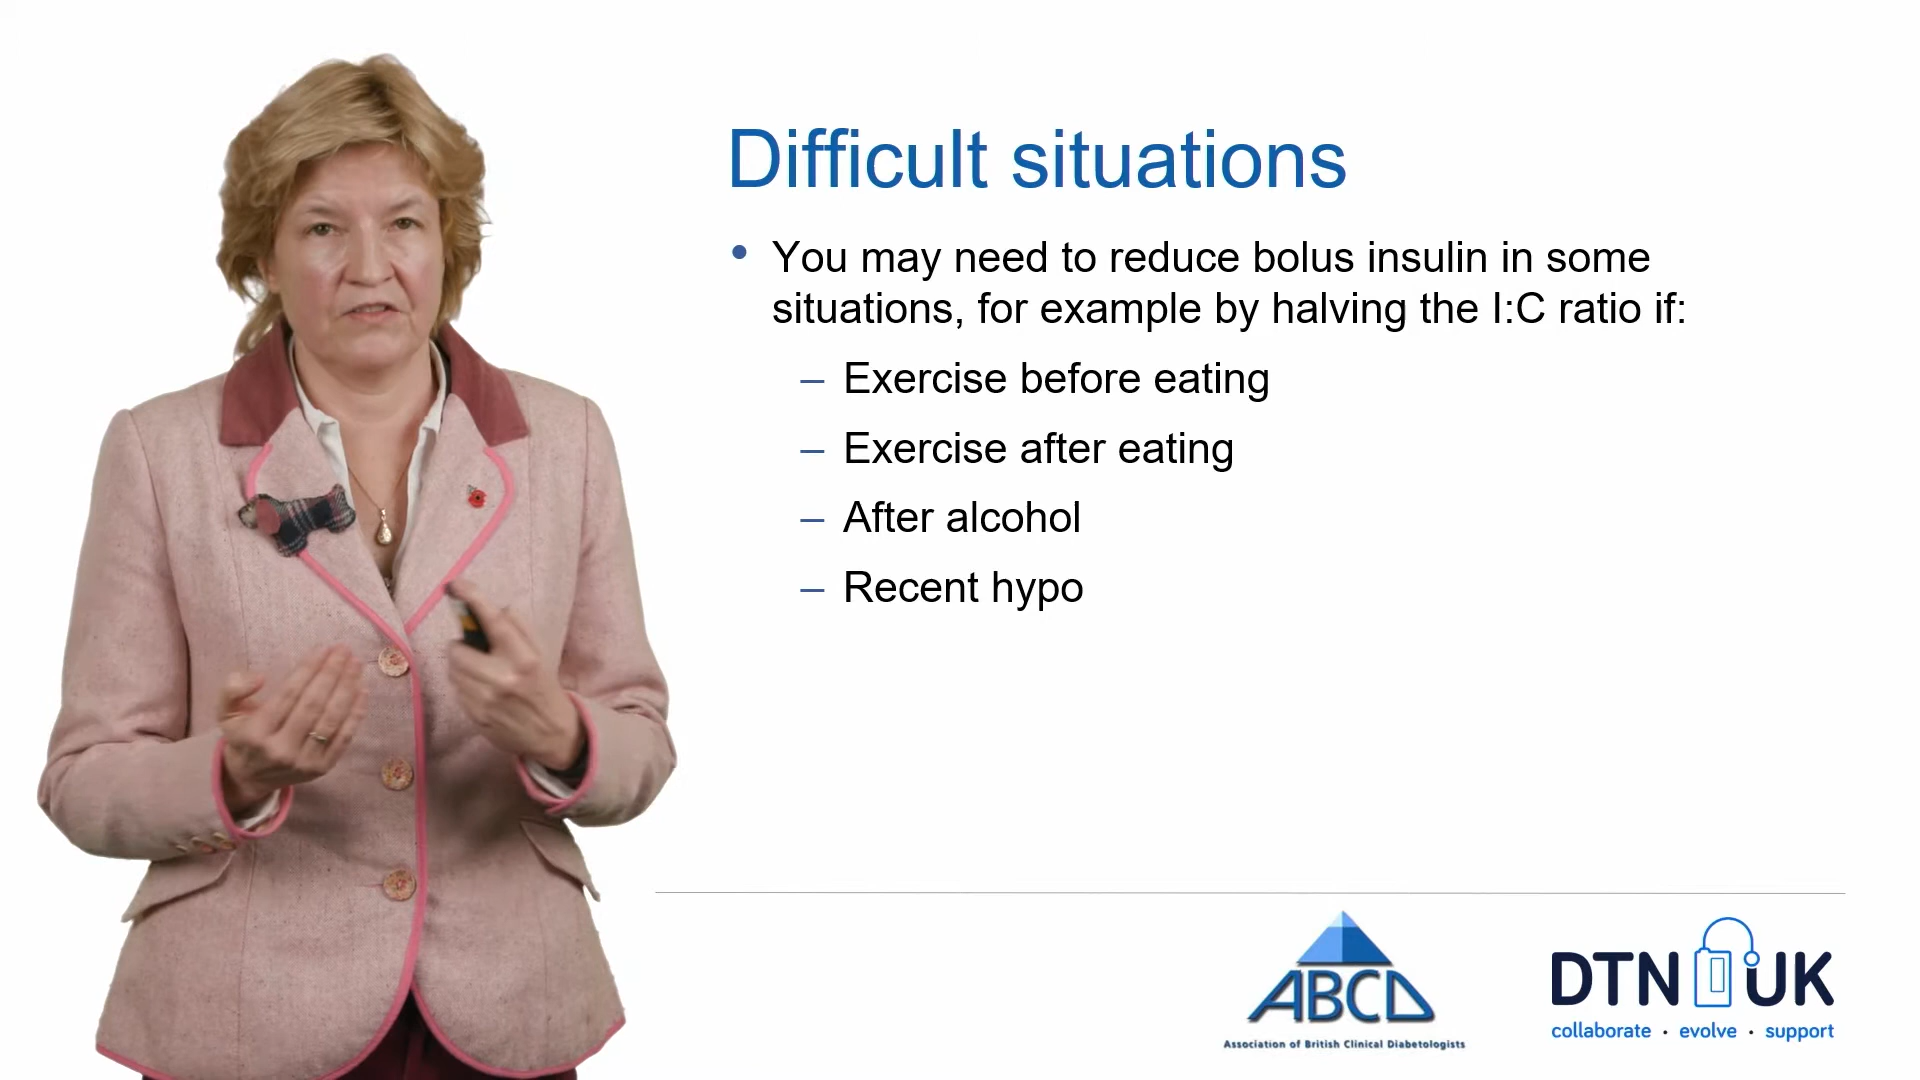 Difficult situations
• You may need to reduce bolus insulin in some
situations, for example by halving the I:C ratio if:
– Exercise before eating
– Exercise after eating
– After alcohol
– Recent hypo
ABCD
Association of British Clinical Diabetologists
DTN UK
collaborate · evolve · support